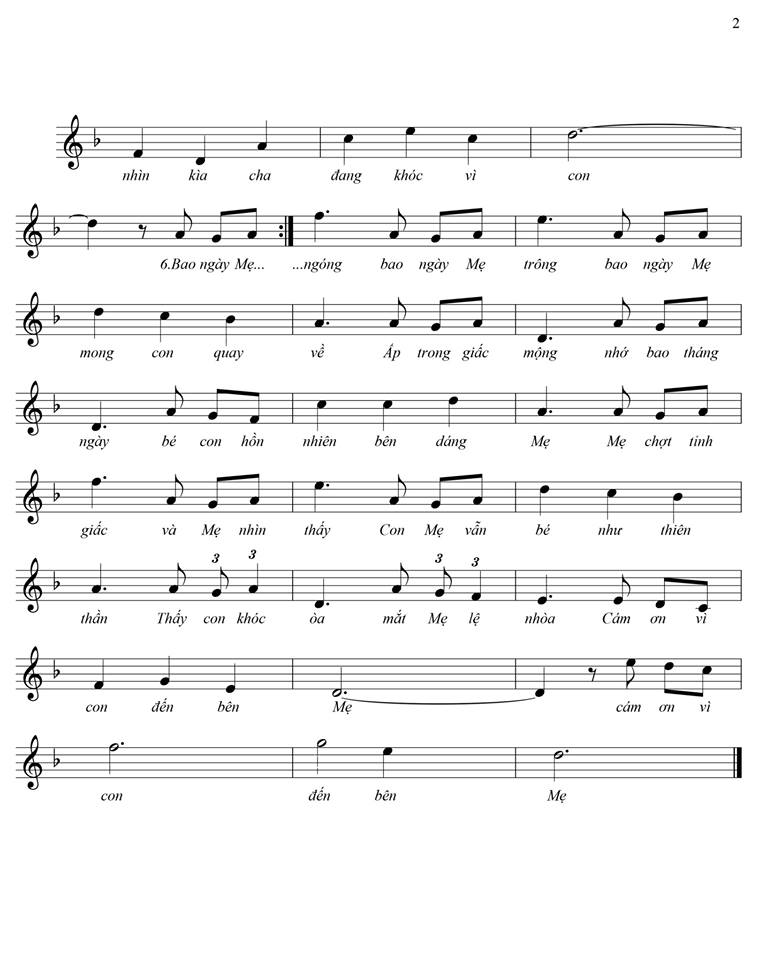 2
nhìn kìa cha đang khóc vì con
6.Bao ngày Mẹ... ...ngóng bao ngày Mẹ trông bao ngày Mẹ
mong con quay về Ấp trong giấc mộng nhớ bao tháng
ngày bé con hồn nhiên bên dáng Mẹ Mẹ chợt tỉnh
giấc và Mẹ nhìn thấy Con Mẹ vẫn bé như thiên
3 3 3 3
thần Thấy con khóc òa mắt Mẹ lệ nhòa Cảm ơn vì
con đến bên Mẹ cảm ơn vì
con đến bên Mẹ